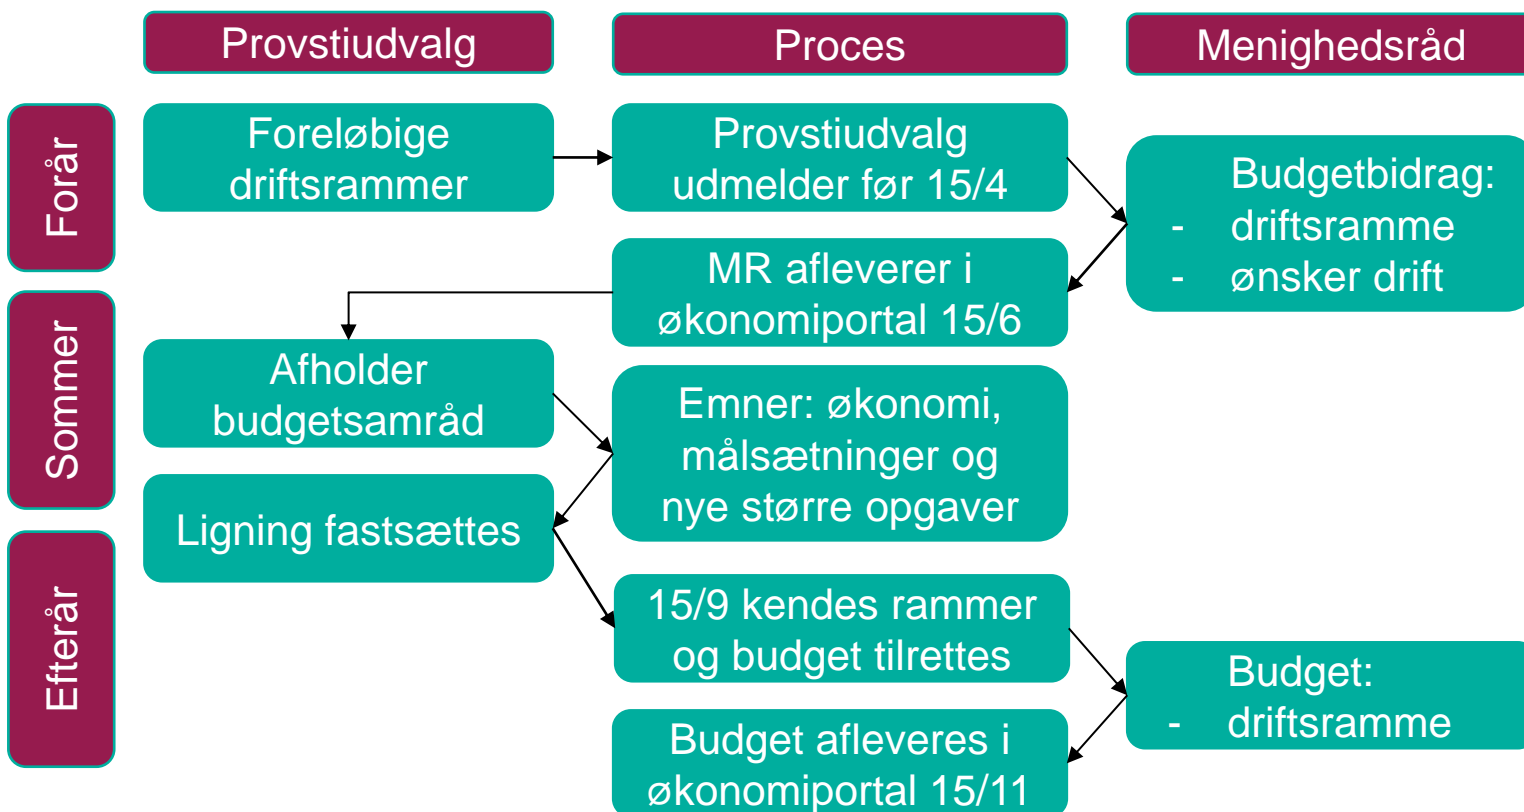 Provstiudvalg
Proces
Menighedsråd
Forår
Foreløbige
driftsrammer
Provstiudvalg
udmelder før 15/4
Budgetbidrag:
- driftsramme
- ønsker drift
MR afleverer i
økonomiportal 15/6
Sommer
Afholder
budgetsamråd
Emner: økonomi,
målsætninger og
nye større opgaver
Ligning fastsættes
Efterår
15/9 kendes rammer
og budget tilrettes
Budget:
- driftsramme
Budget afleveres i
økonomiportal 15/11